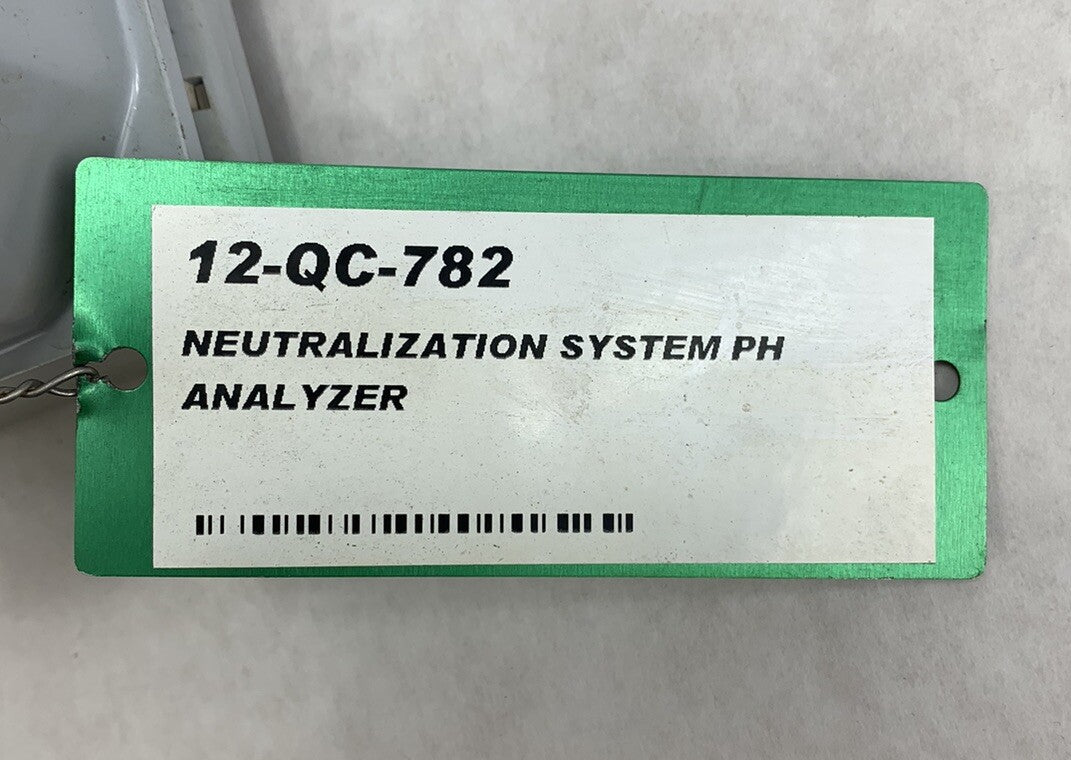 12-QC-782
NEUTRALIZATION SYSTEM PH
ANALYZER